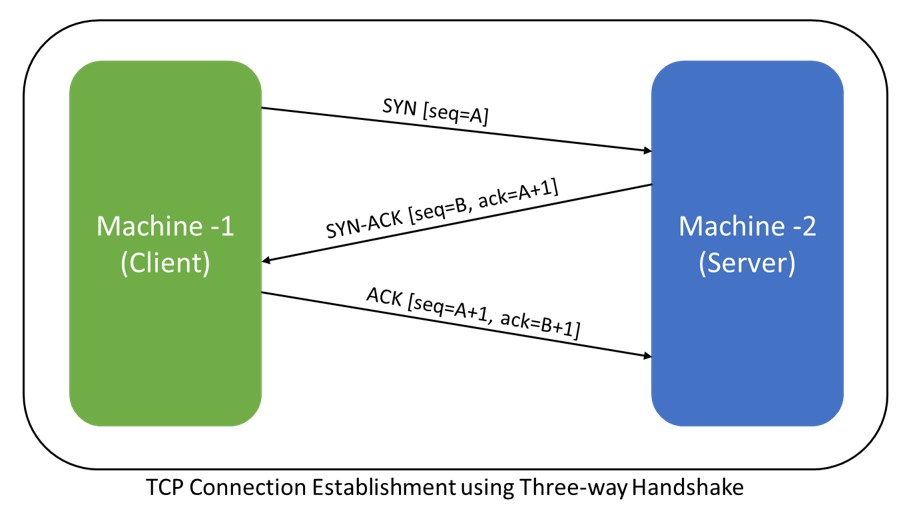 SYN [seq=A]
SYN-ACK [seq=B, ack=A+1]
ACK [seq=A+1, ack=B+1]
Machine -1
(Client)
Machine -2
(Server)
TCP Connection Establishment using Three-way Handshake